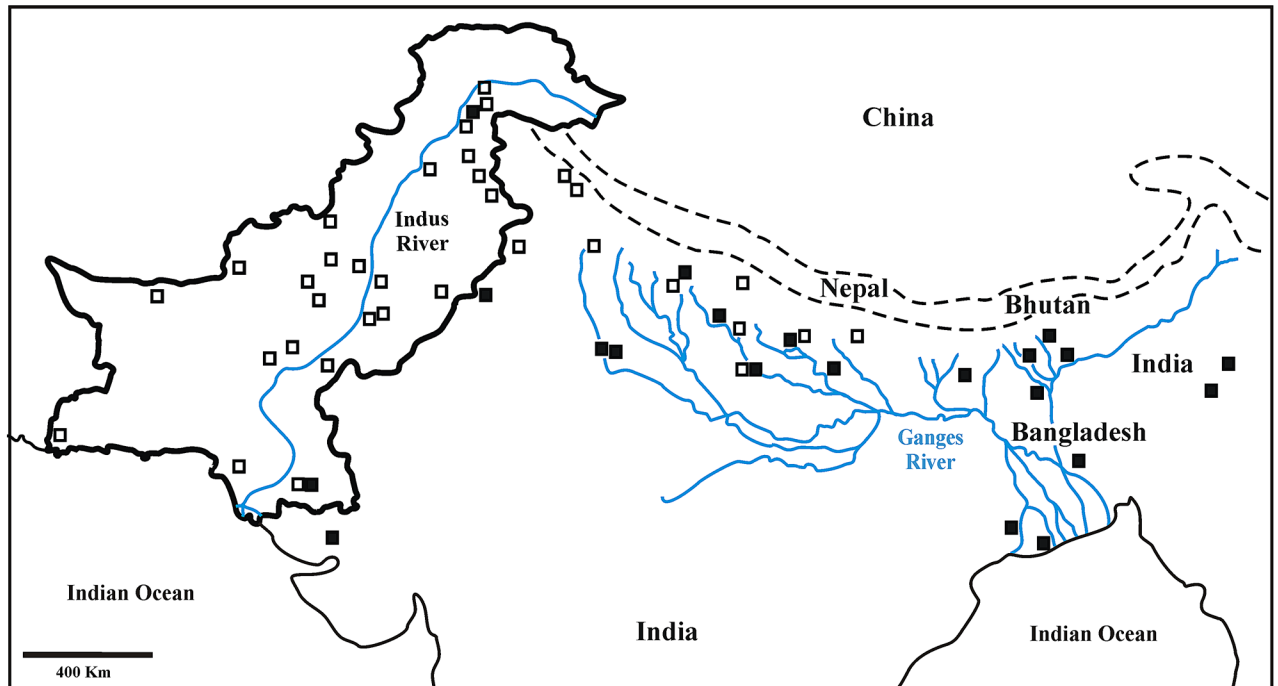 China
Indus
River
Nepal
Bhutan
India
Bangladesh
Ganges
River
Indian Ocean
India
Indian Ocean
400 Km